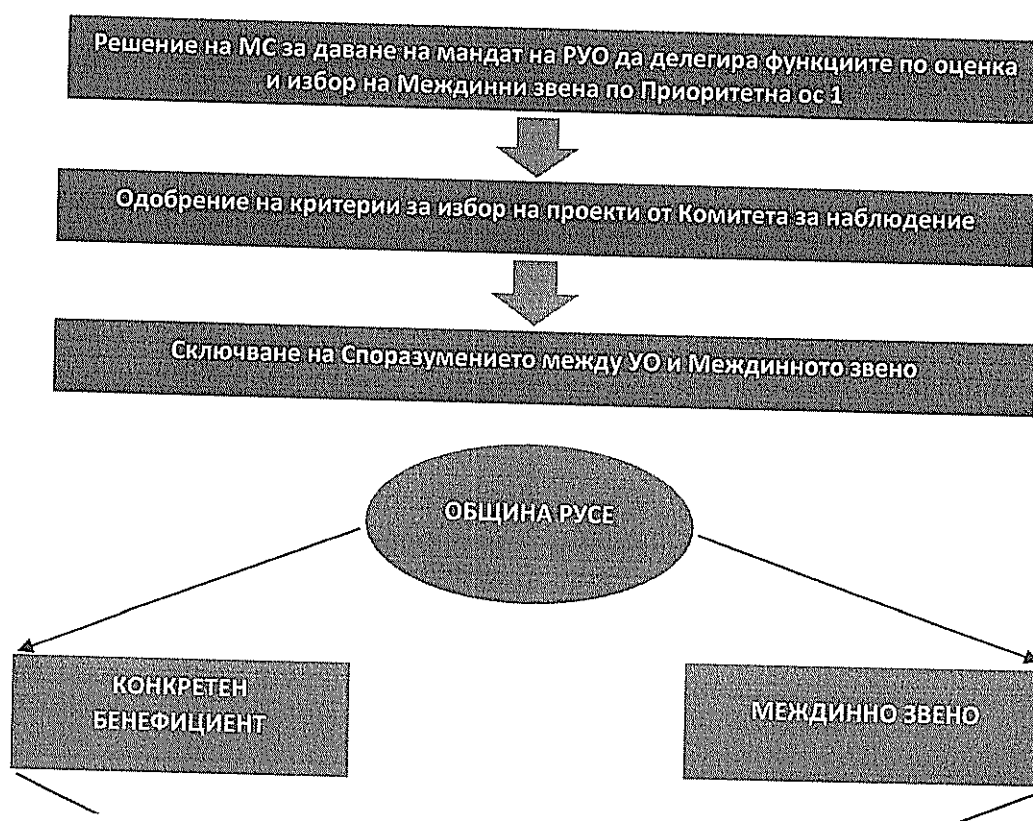 Решение на МС за даване на мандат на РУО да делегира функциите по оценка
и избор на Междинни звена по Приоритетна ос 1
Одобрение на критерии за избор на проекти от Комитета за наблюдение
Сключване на Споразумението между УО и Междинното звено
ОБЩИНА РУСЕ
КОНКРЕТЕН
БЕНЕФИЦИЕНТ
МЕЖДИННО ЗВЕНО